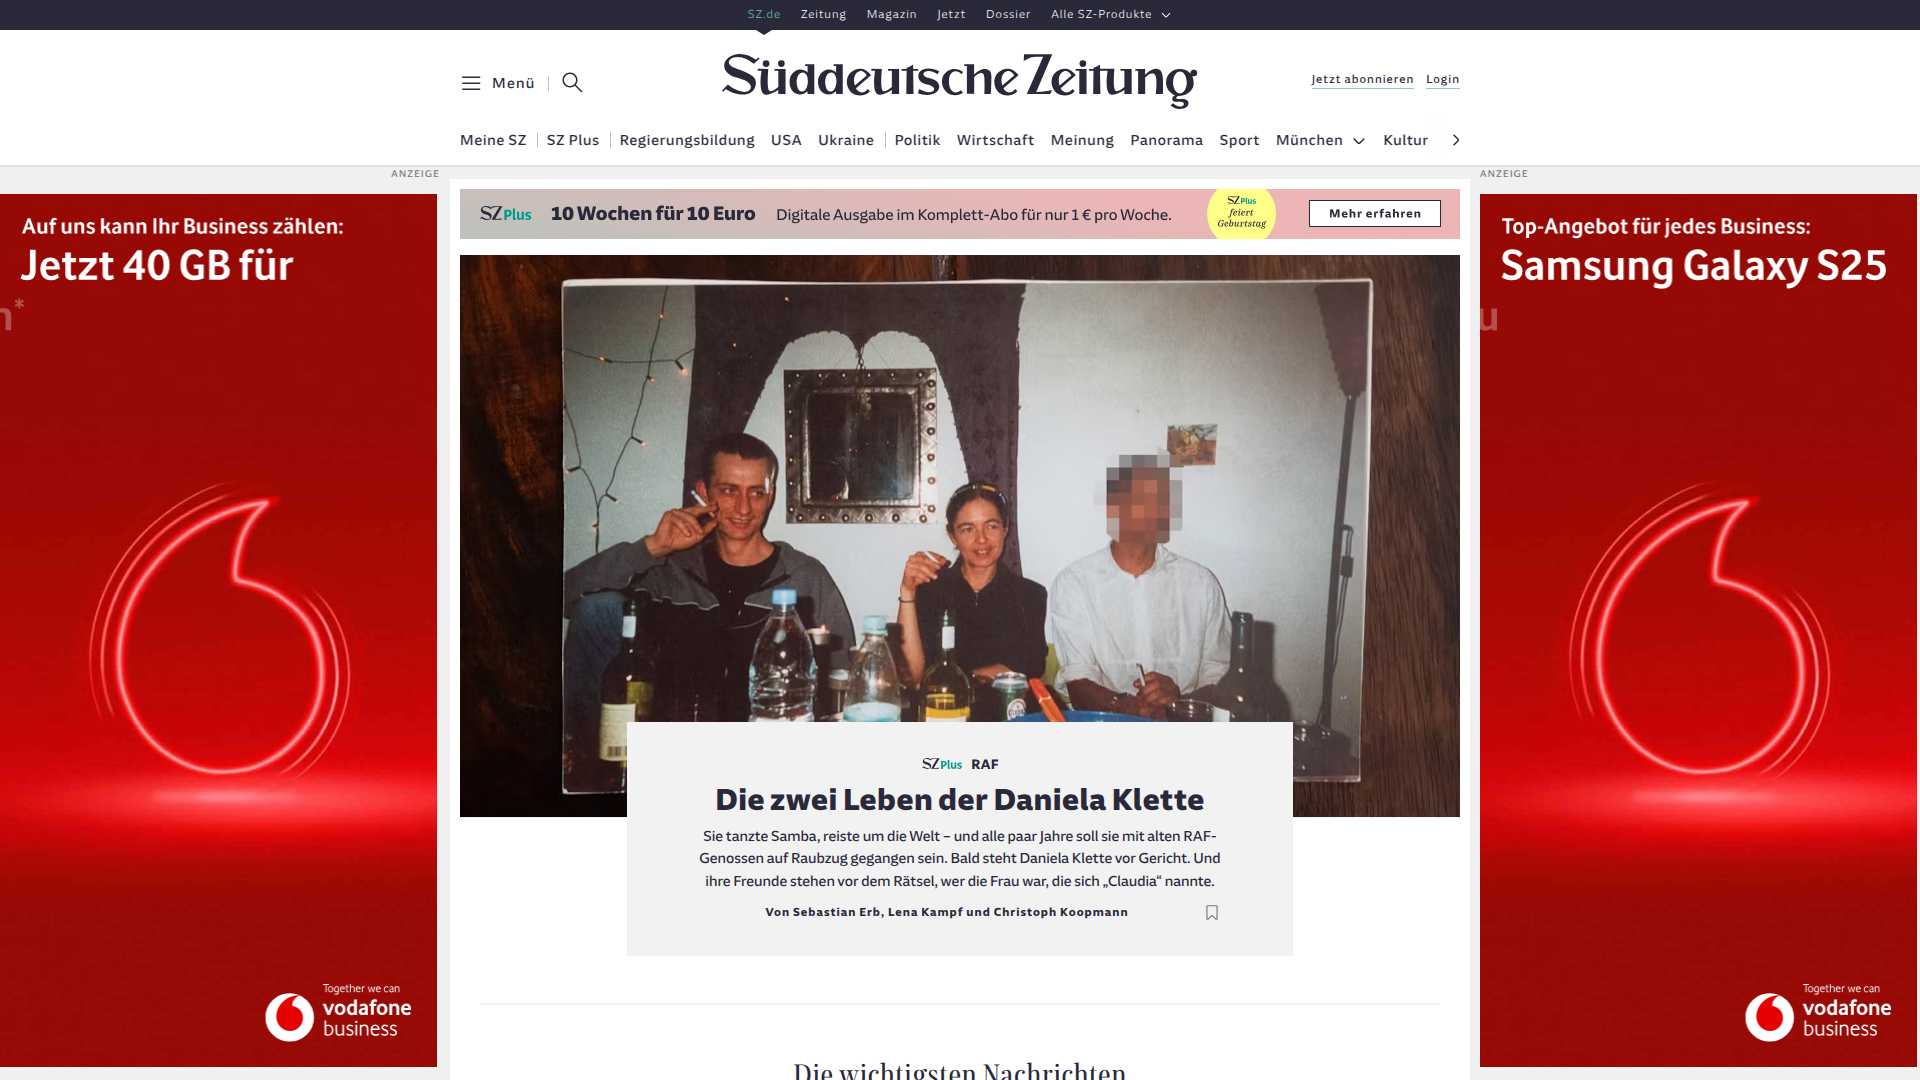 SZ.de Zeitung Magazin Jetzt Dossier Alle SZ-Produkte
Menü
Süddeutsche Zeitung
Jetzt abonnieren Login
Meine SZ SZ Plus Regierungsbildung USA Ukraine Politik Wirtschaft Meinung Panorama Sport München Kultur
ANZEIGE
Auf uns kann Ihr Business zählen:
Jetzt 40 GB für
n*
Together we can
vodafone
business
SZ Plus 10 Wochen für 10 Euro Digitale Ausgabe im Komplett-Abo für nur 1 € pro Woche.
SZ Plus
feiert
Geburtstag
Mehr erfahren
SZ Plus RAF
Die zwei Leben der Daniela Klette
Sie tanzte Samba, reiste um die Welt – und alle paar Jahre soll sie mit alten RAF-
Genossen auf Raubzug gegangen sein. Bald steht Daniela Klette vor Gericht. Und
ihre Freunde stehen vor dem Rätsel, wer die Frau war, die sich „Claudia“ nannte.
Von Sebastian Erb, Lena Kampf und Christoph Koopmann
Die wichtigsten Nachrichten
ANZEIGE
Top-Angebot für jedes Business:
Samsung Galaxy S25
u
Together we can
vodafone
business